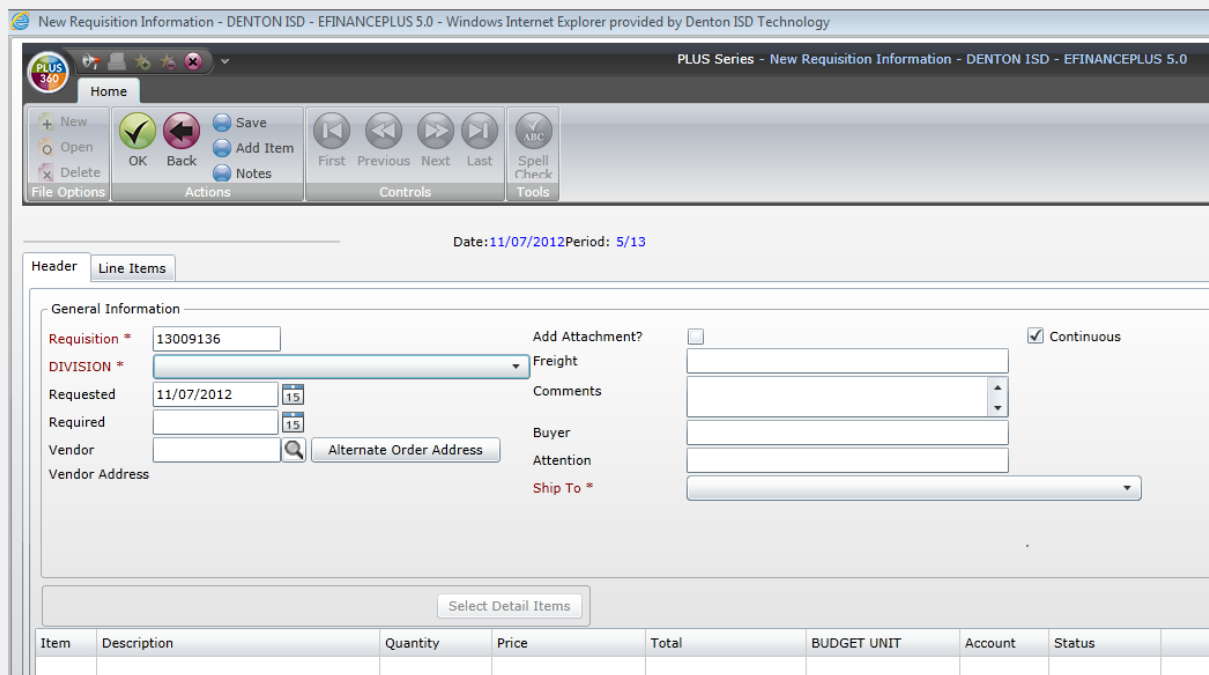 New Requisition Information - DENTON ISD - EFINANCEPLUS 5.0 - Windows Internet Explorer provided by Denton ISD Technology
PLUS 360
PLUS Series - New Requisition Information - DENTON ISD - EFINANCEPLUS 5.0
Home
New
Open
Delete
File Options
OK
Back
Save
Add Item
Notes
Actions
First
Previous
Next
Last
Controls
ABC
Spell Check
Tools
Date:11/07/2012Period: 5/13
Header
Line Items
General Information
Requisition * 13009136
DIVISION *
Requested 11/07/2012 15
Required 15
Vendor Alternate Order Address
Vendor Address
Add Attachment?
Continuous
Freight
Comments
Buyer
Attention
Ship To *
Select Detail Items
Item Description Quantity Price Total BUDGET UNIT Account Status